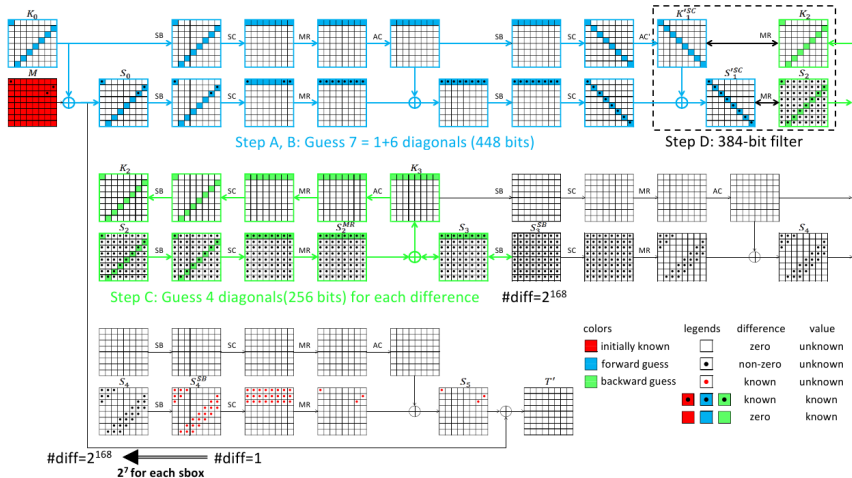 K₀ K'₁ˢᶜ K₂
SB SC MR AC SB SC AC' MR
M S₀ S'₁ˢᶜ S₂
SB SC MR SB SC MR
Step A, B: Guess 7 = 1+6 diagonals (448 bits) Step D: 384-bit filter
K₂ K₃
SB SC MR AC SB SC MR AC
S₂ S₂ᴹᴿ S₃ S₃ˢᴮ S₄
SB SC MR SB SC MR
Step C: Guess 4 diagonals(256 bits) for each difference #diff=2¹⁶⁸
SB SC MR AC
S₄ S₄ˢᴮ S₅ T'
SB SC MR
colors legends difference value
initially known zero unknown
forward guess non-zero unknown
backward guess known unknown
known known
zero known
#diff=2¹⁶⁸ #diff=1
2⁷ for each sbox